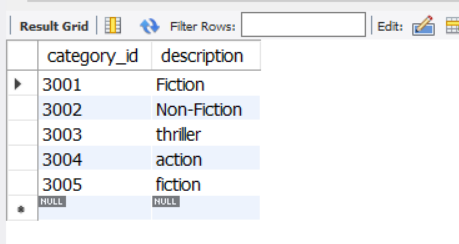 Result Grid Filter Rows: Edit:
category_id description
3001 Fiction
3002 Non-Fiction
3003 thriller
3004 action
3005 fiction
NULL NULL